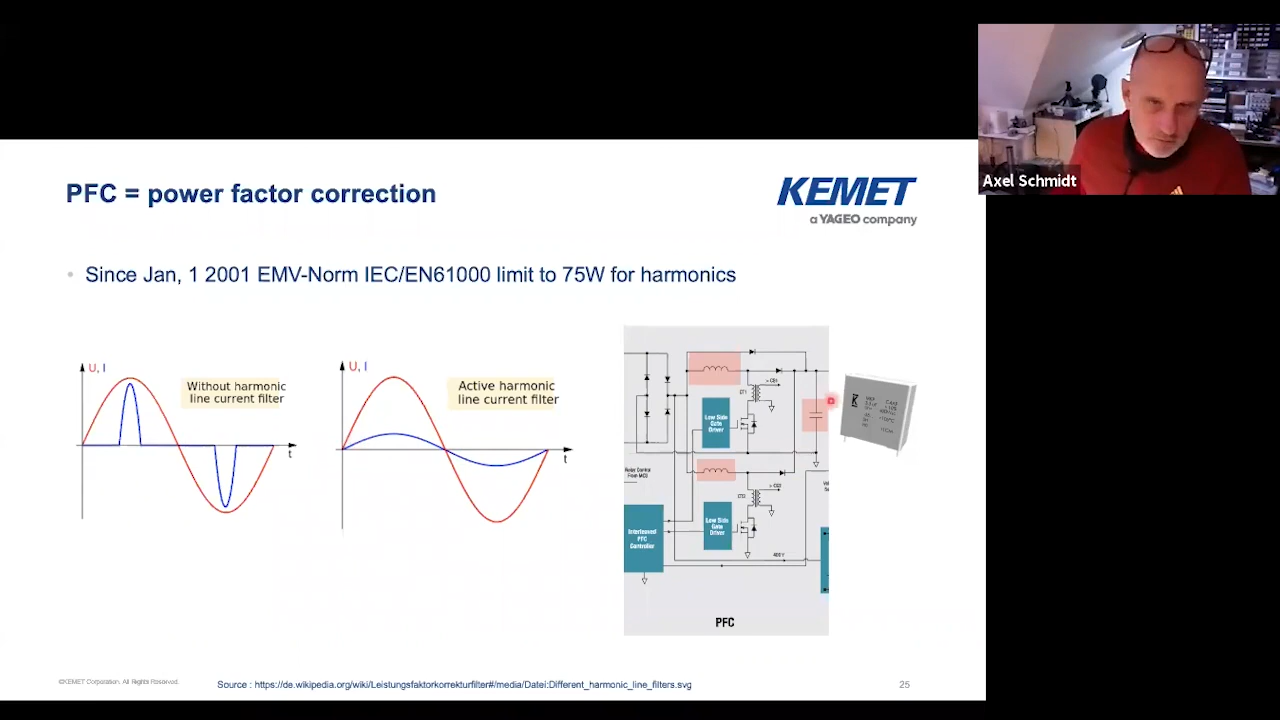 Axel Schmidt
PFC = power factor correction
KEMET
a YAGEO company
• Since Jan, 1 2001 EMV-Norm IEC/EN61000 limit to 75W for harmonics
U, I
Without harmonic
line current filter
t
U, I
Active harmonic
line current filter
t
Low Side
Gate
Driver
Low Side
Gate
Driver
Interleaved
PFC
Controller
400 V
PFC
©KEMET Corporation. All Rights Reserved.
Source : https://de.wikipedia.org/wiki/Leistungsfaktorkorrekturfilter#/media/Datei:Different_harmonic_line_filters.svg
25